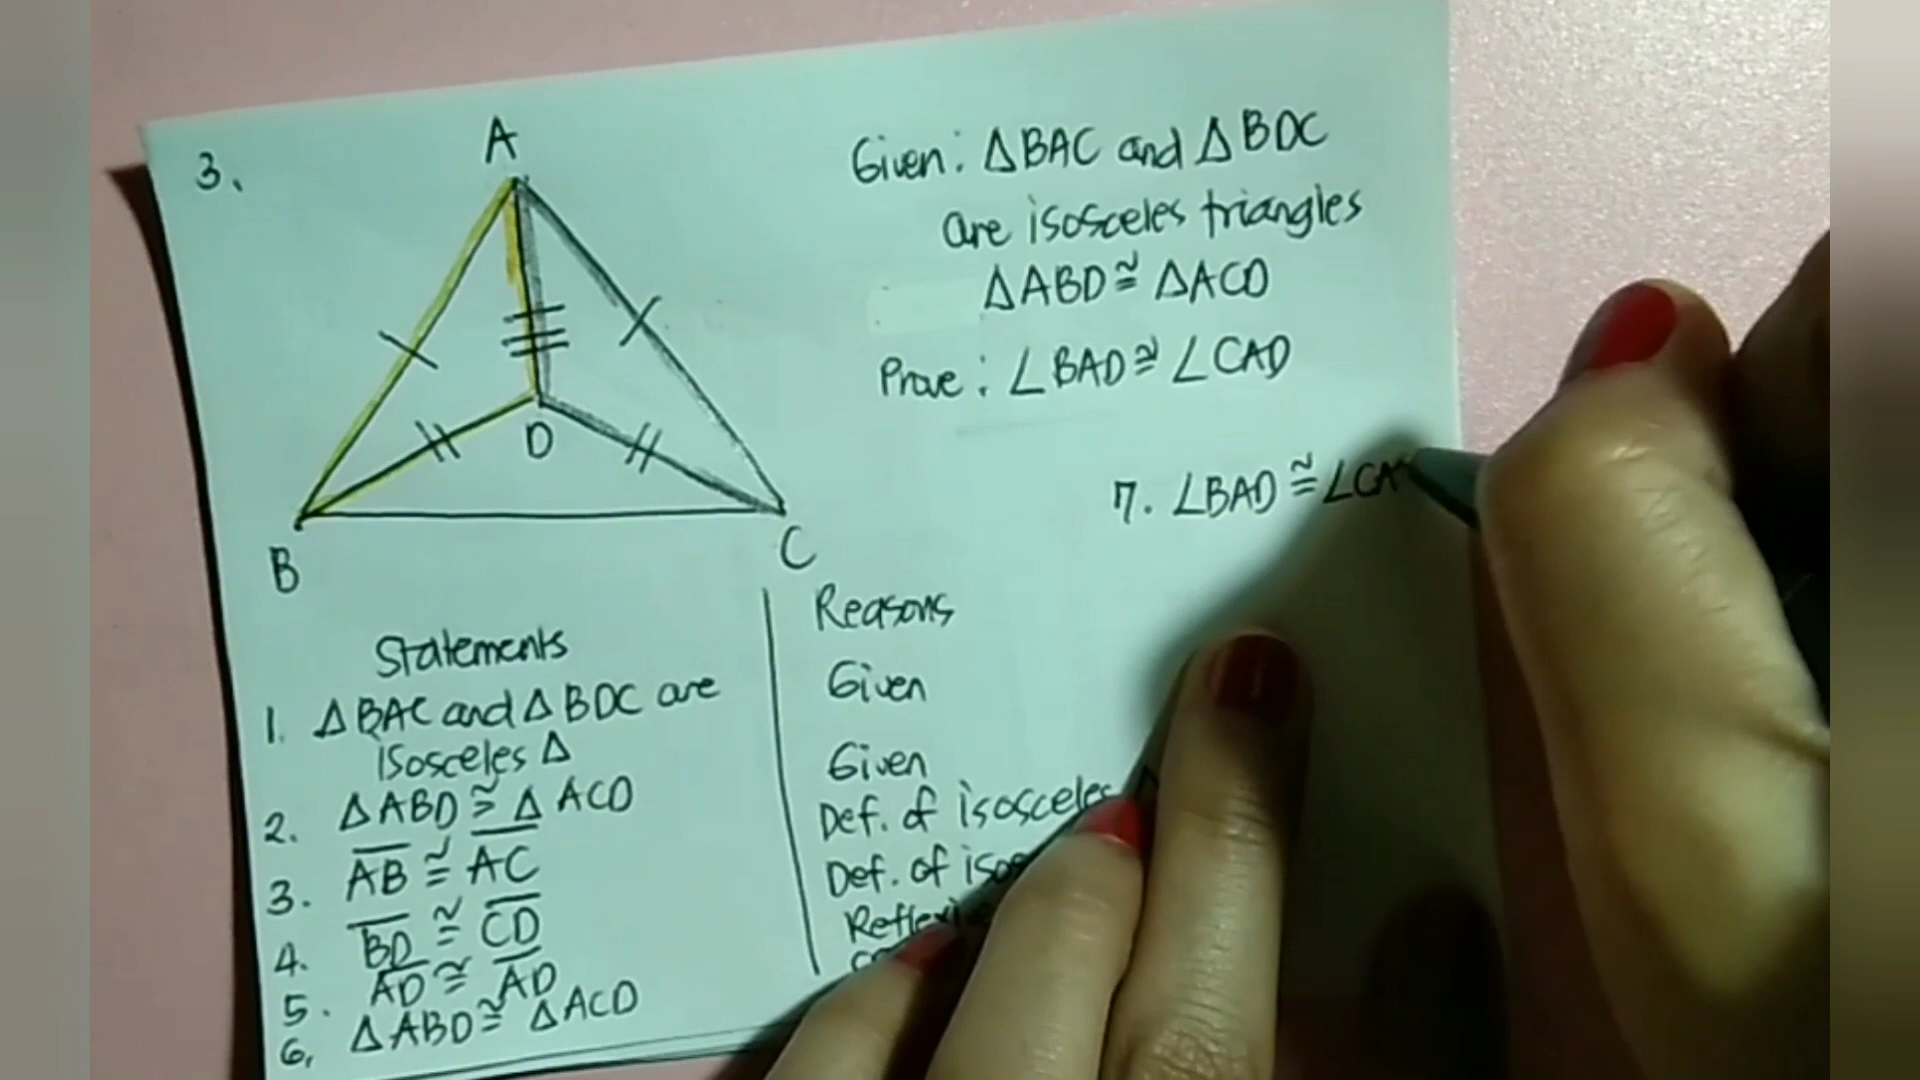 3.
A
Given: ΔBAC and ΔBDC
are isosceles triangles
ΔABD ≅ ΔACD
Prove: ∠BAD ≅ ∠CAD
D
B
C
7. ∠BAD ≅ ∠CA
Statements
Reasons
1. ΔBAC and ΔBDC are
isosceles Δ
Given
2. ΔABD ≅ ΔACD
Given
3. AB ≅ AC
Def. of isosceles
4. BD ≅ CD
Def. of
5. AD ≅ AD
6. ΔABD ≅ ΔACD